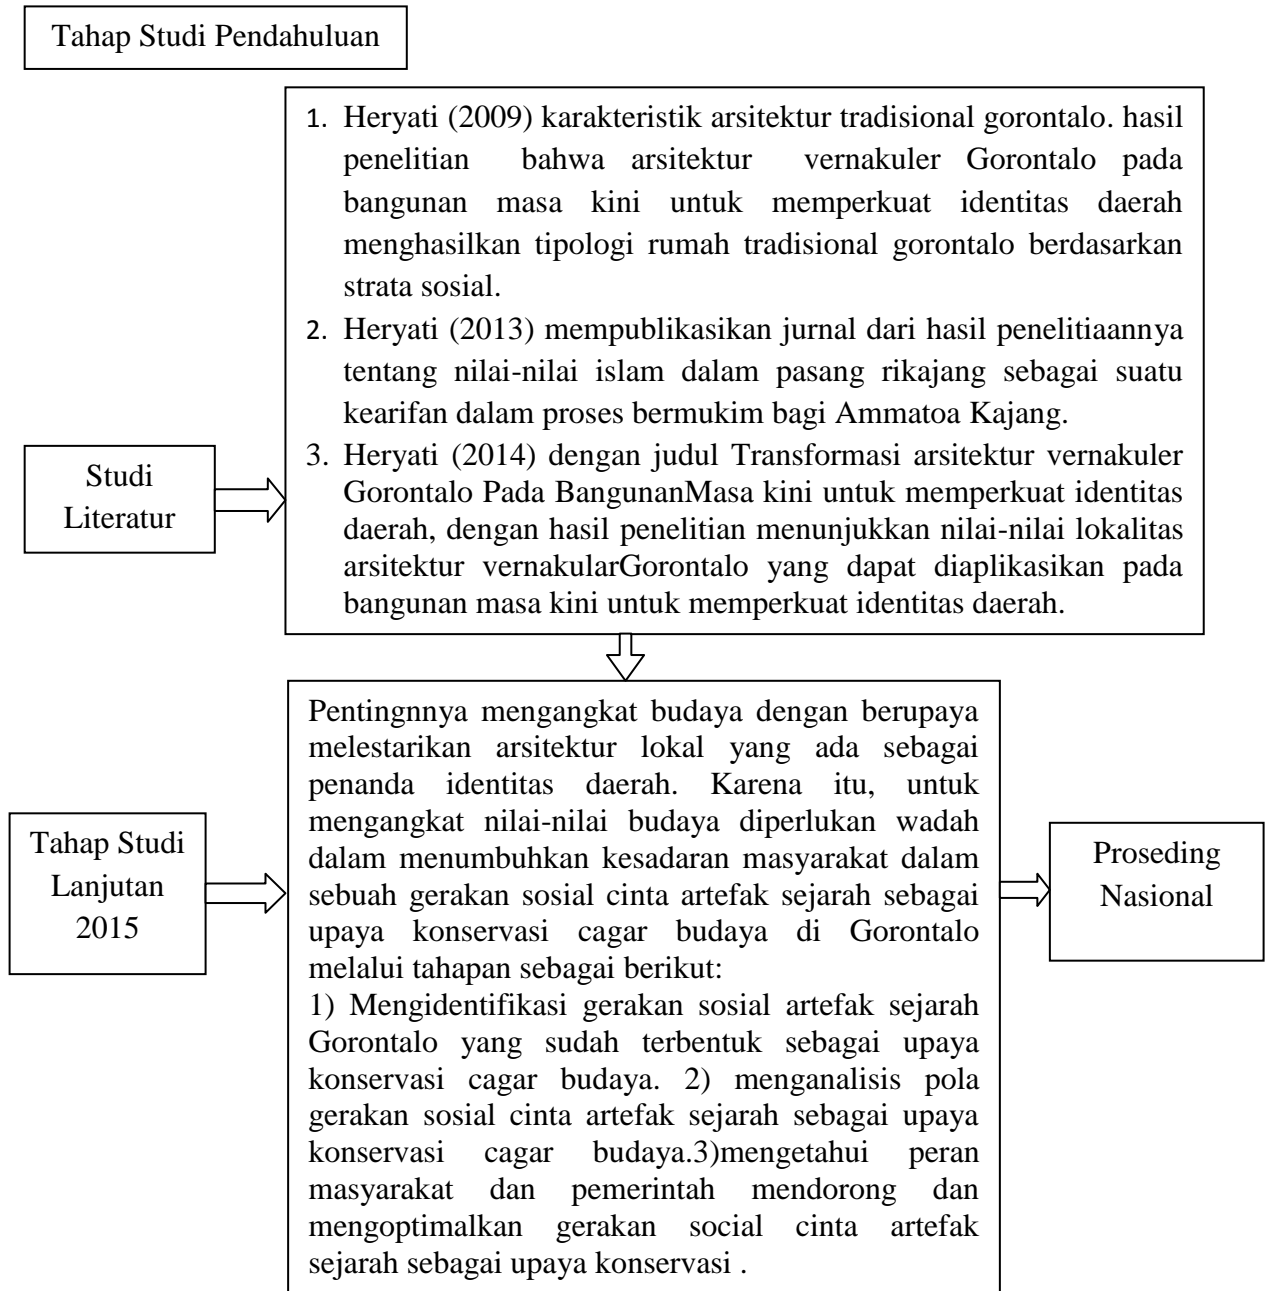 Tahap Studi Pendahuluan
1. Heryati (2009) karakteristik arsitektur tradisional gorontalo. hasil
penelitian bahwa arsitektur vernakuler Gorontalo pada
bangunan masa kini untuk memperkuat identitas daerah
menghasilkan tipologi rumah tradisional gorontalo berdasarkan
strata sosial.
2. Heryati (2013) mempublikasikan jurnal dari hasil penelitiaannya
tentang nilai-nilai islam dalam pasang rikajang sebagai suatu
kearifan dalam proses bermukim bagi Ammatoa Kajang.
3. Heryati (2014) dengan judul Transformasi arsitektur vernakuler
Gorontalo Pada BangunanMasa kini untuk memperkuat identitas
daerah, dengan hasil penelitian menunjukkan nilai-nilai lokalitas
arsitektur vernakularGorontalo yang dapat diaplikasikan pada
bangunan masa kini untuk memperkuat identitas daerah.
Studi
Literatur
Pentingnnya mengangkat budaya dengan berupaya
melestarikan arsitektur lokal yang ada sebagai
penanda identitas daerah. Karena itu, untuk
mengangkat nilai-nilai budaya diperlukan wadah
dalam menumbuhkan kesadaran masyarakat dalam
sebuah gerakan sosial cinta artefak sejarah sebagai
upaya konservasi cagar budaya di Gorontalo
melalui tahapan sebagai berikut:
1) Mengidentifikasi gerakan sosial artefak sejarah
Gorontalo yang sudah terbentuk sebagai upaya
konservasi cagar budaya. 2) menganalisis pola
gerakan sosial cinta artefak sejarah sebagai upaya
konservasi cagar budaya.3)mengetahui peran
masyarakat dan pemerintah mendorong dan
mengoptimalkan gerakan social cinta artefak
sejarah sebagai upaya konservasi .
Tahap Studi
Lanjutan
2015
Proseding
Nasional